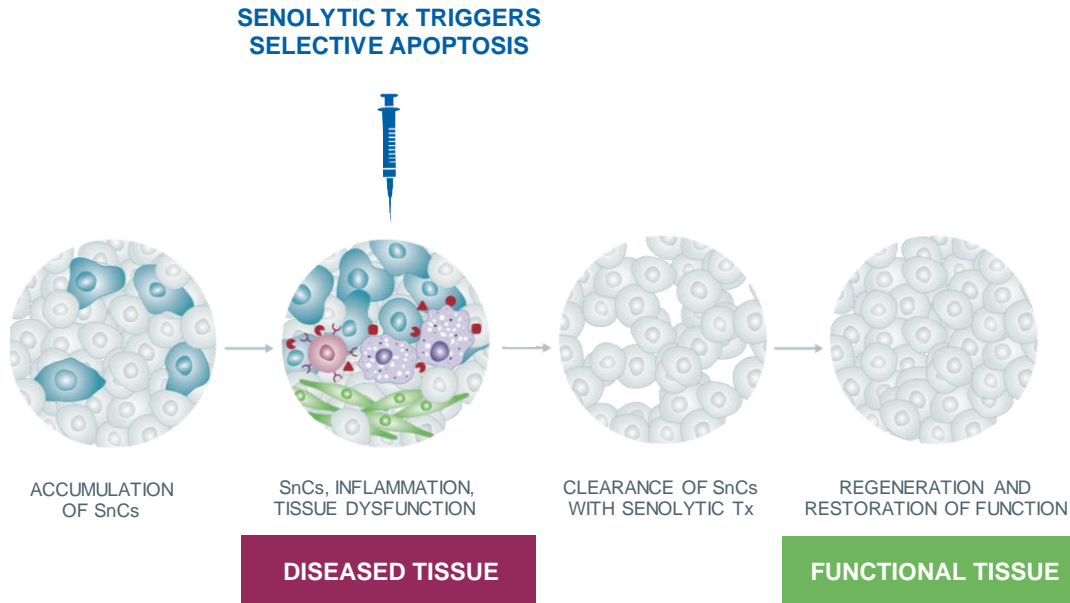 SENOLYTIC Tx TRIGGERS
SELECTIVE APOPTOSIS
ACCUMULATION
OF SnCs
SnCs, INFLAMMATION,
TISSUE DYSFUNCTION
CLEARANCE OF SnCs
WITH SENOLYTIC Tx
REGENERATION AND
RESTORATION OF FUNCTION
DISEASED TISSUE
FUNCTIONAL TISSUE